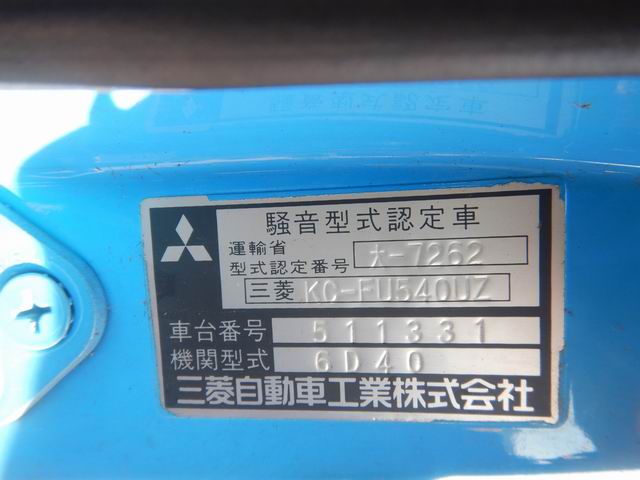 騒音型式認定車
運輸省
型式認定番号 大-7262
三菱 KC-FU540UZ
車台番号 511331
機関型式 6D40
三菱自動車工業株式会社